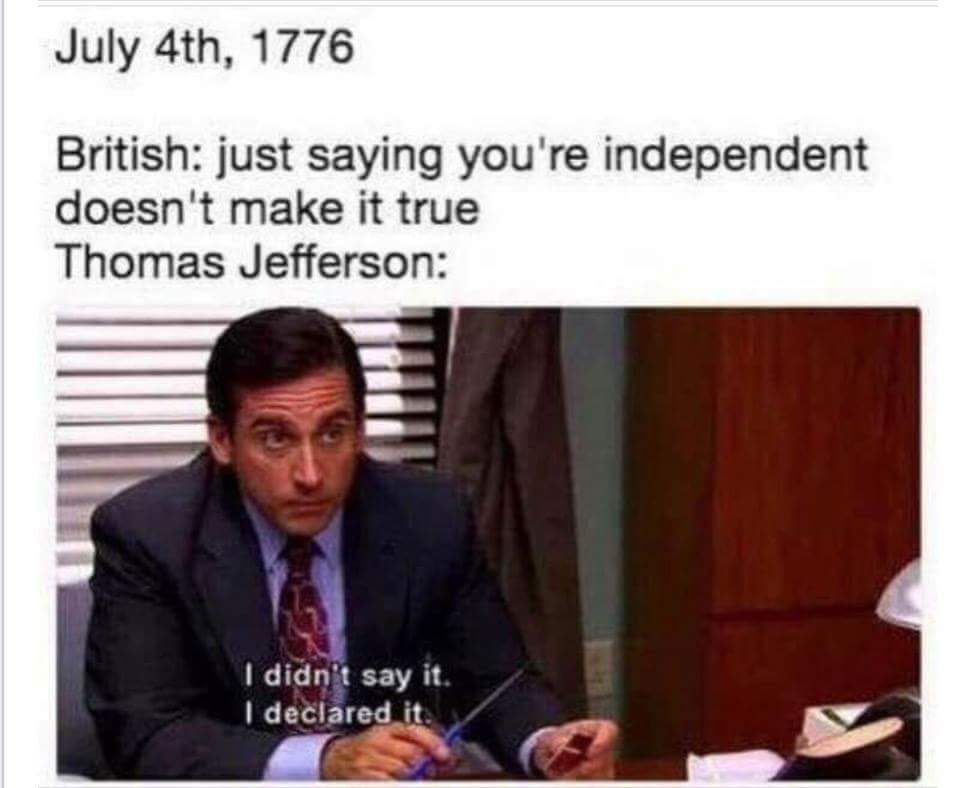 July 4th, 1776
British: just saying you're independent
doesn't make it true
Thomas Jefferson:
I didn't say it.
I declared it.